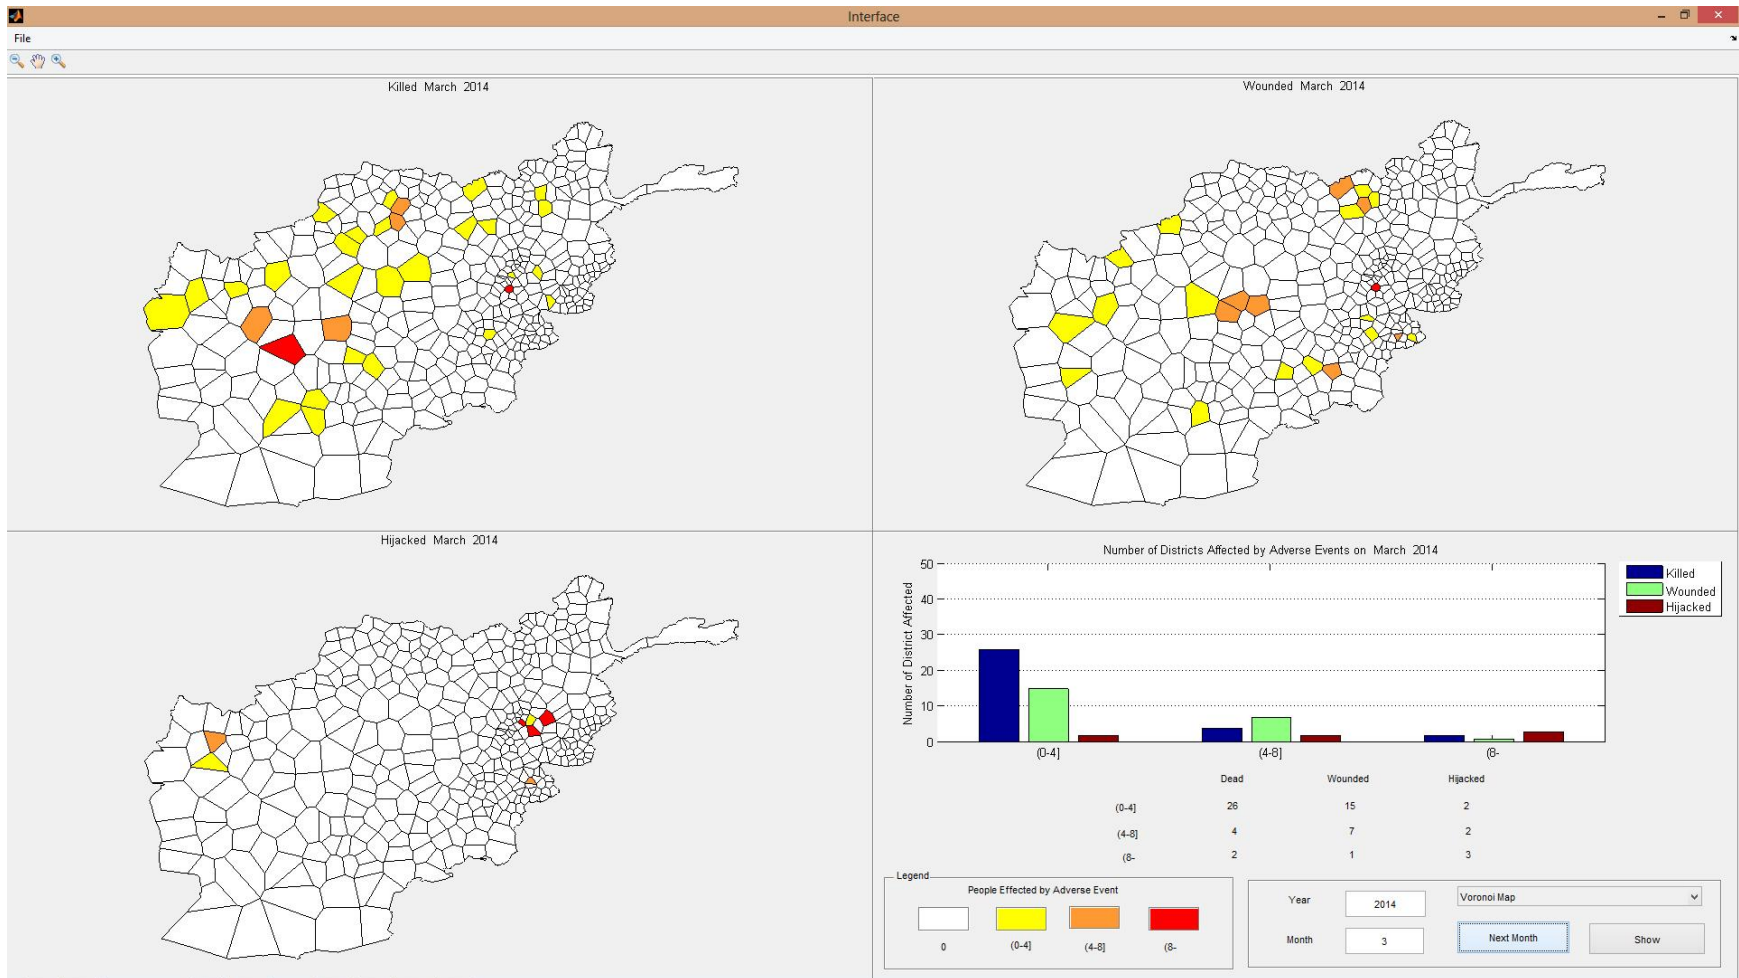 Interface
File
Killed March 2014
Wounded March 2014
Hijacked March 2014
Number of Districts Affected by Adverse Events on March 2014
Number of District Affected
50
40
30
20
10
0
(0-4]
(4-8]
(8-
Killed
Wounded
Hijacked
Dead Wounded Hijacked
(0-4] 26 15 2
(4-8] 4 7 2
(8- 2 1 3
Legend
People Effected by Adverse Event
0 (0-4] (4-8] (8-
Year 2014 Voronoi Map
Month 3 Next Month Show